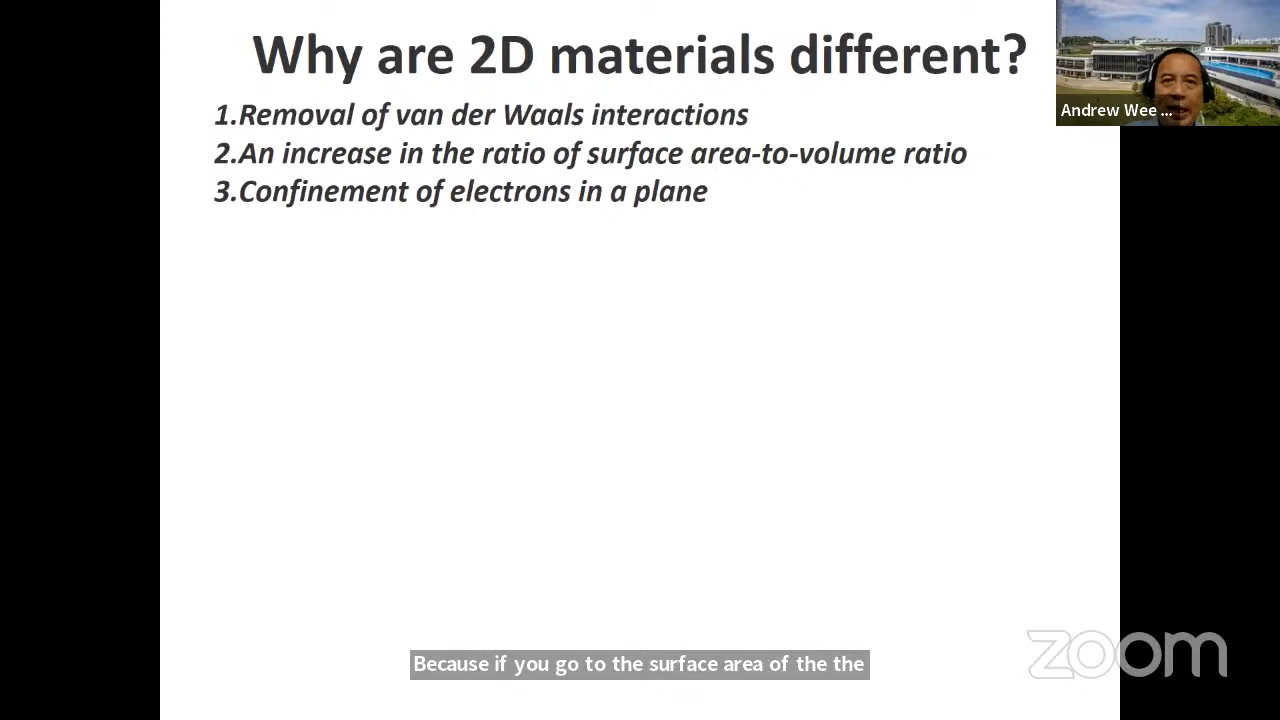 Why are 2D materials different?
Andrew Wee ...
1.Removal of van der Waals interactions
2.An increase in the ratio of surface area-to-volume ratio
3.Confinement of electrons in a plane
Because if you go to the surface area of the the
zoom